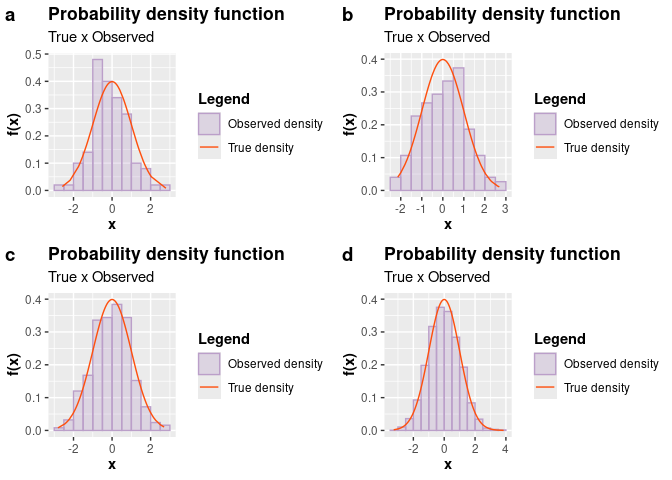 a Probability density function
True x Observed
0.5
0.4
0.3
0.2
0.1
0.0
f(x)
-2 0 2
x
Legend
Observed density
True density
b Probability density function
True x Observed
0.4
0.3
0.2
0.1
0.0
f(x)
-2 -1 0 1 2 3
x
Legend
Observed density
True density
c Probability density function
True x Observed
0.4
0.3
0.2
0.1
0.0
f(x)
-2 0 2
x
Legend
Observed density
True density
d Probability density function
True x Observed
0.4
0.3
0.2
0.1
0.0
f(x)
-2 0 2 4
x
Legend
Observed density
True density